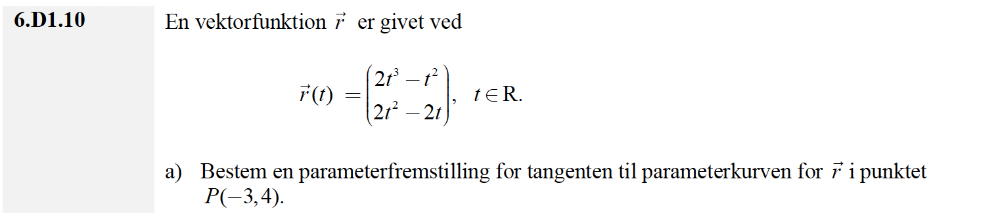 6.D1.10 En vektorfunktion $\vec{r}$ er givet ved
$\vec{r}(t) = \begin{pmatrix} 2t^3 - t^2 \\ 2t^2 - 2t \end{pmatrix}, \ t \in \mathrm{R}.$
a) Bestem en parameterfremstilling for tangenten til parameterkurven for $\vec{r}$ i punktet
$P(-3,4).$